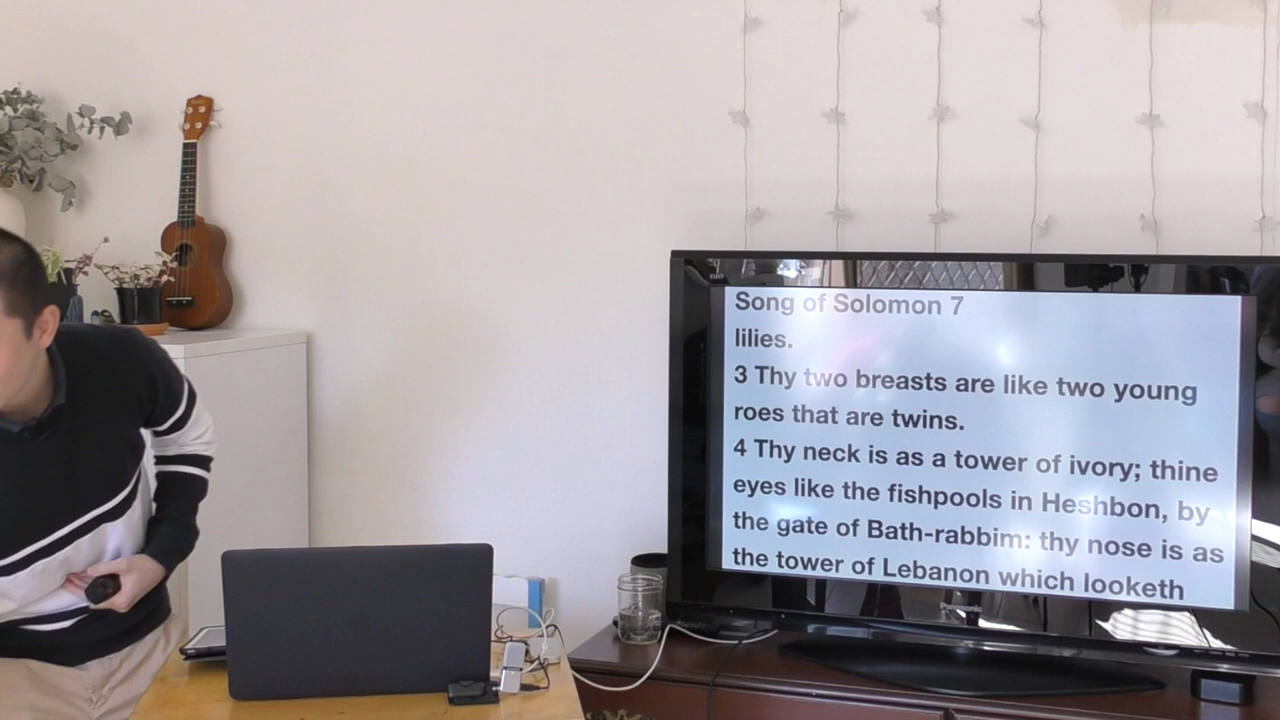 Song of Solomon 7
lilies.
3 Thy two breasts are like two young
roes that are twins.
4 Thy neck is as a tower of ivory; thine
eyes like the fishpools in Heshbon, by
the gate of Bath-rabbim: thy nose is as
the tower of Lebanon which looketh
Panasonic